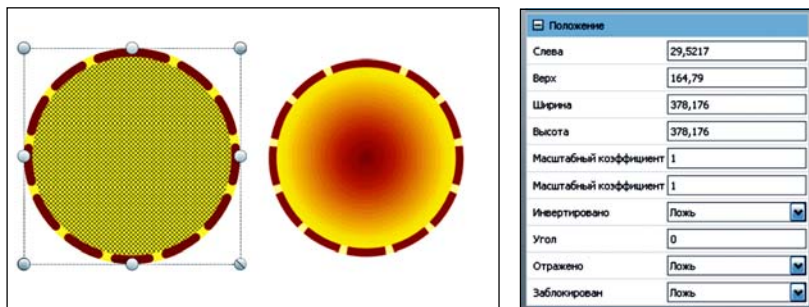 Положение
Слева 29,5217
Верх 164,79
Ширина 378,176
Высота 378,176
Масштабный коэффициент 1
Масштабный коэффициент 1
Инвертировано Ложь
Угол 0
Отражено Ложь
Заблокирован Ложь